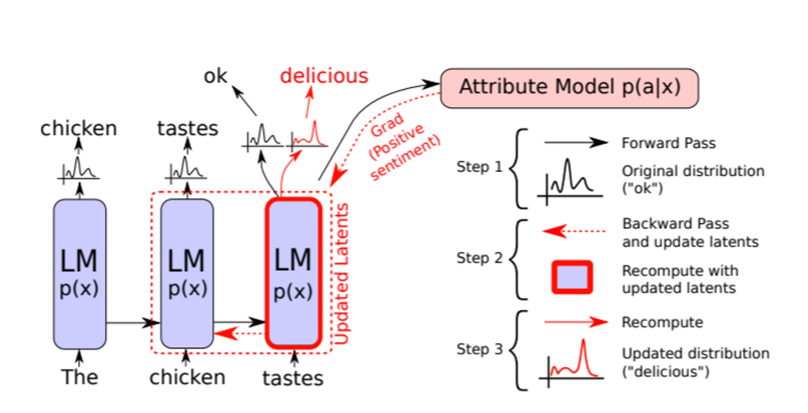 ok
delicious
Attribute Model p(a|x)
chicken
tastes
Grad
(Positive
sentiment)
LM
p(x)
LM
p(x)
LM
p(x)
Updated Latents
The
chicken
tastes
Step 1
Forward Pass
Original distribution
("ok")
Step 2
Backward Pass
and update latents
Recompute with
updated latents
Step 3
Recompute
Updated distribution
("delicious")